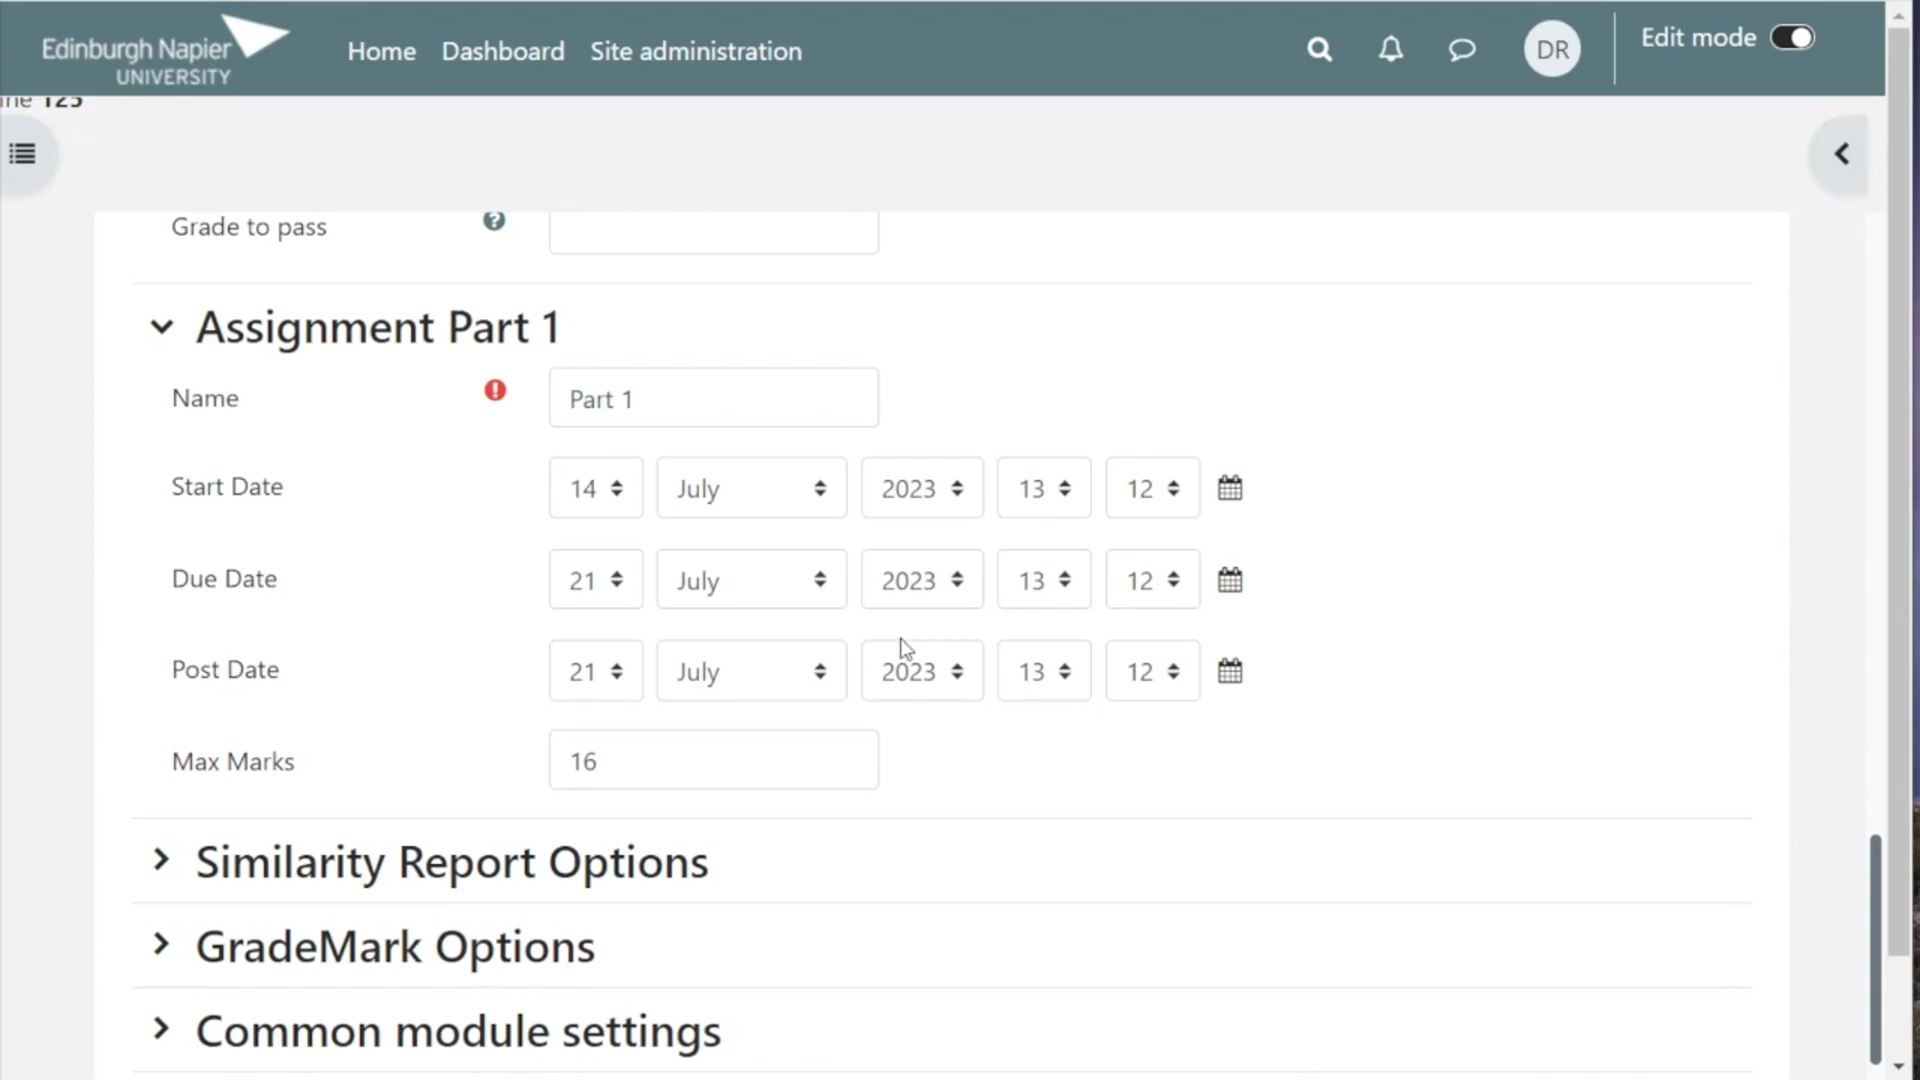 Edinburgh Napier
UNIVERSITY
Home Dashboard Site administration
DR
Edit mode
ine 125
Grade to pass
Assignment Part 1
Name Part 1
Start Date 14 July 2023 13 12
Due Date 21 July 2023 13 12
Post Date 21 July 2023 13 12
Max Marks 16
Similarity Report Options
GradeMark Options
Common module settings